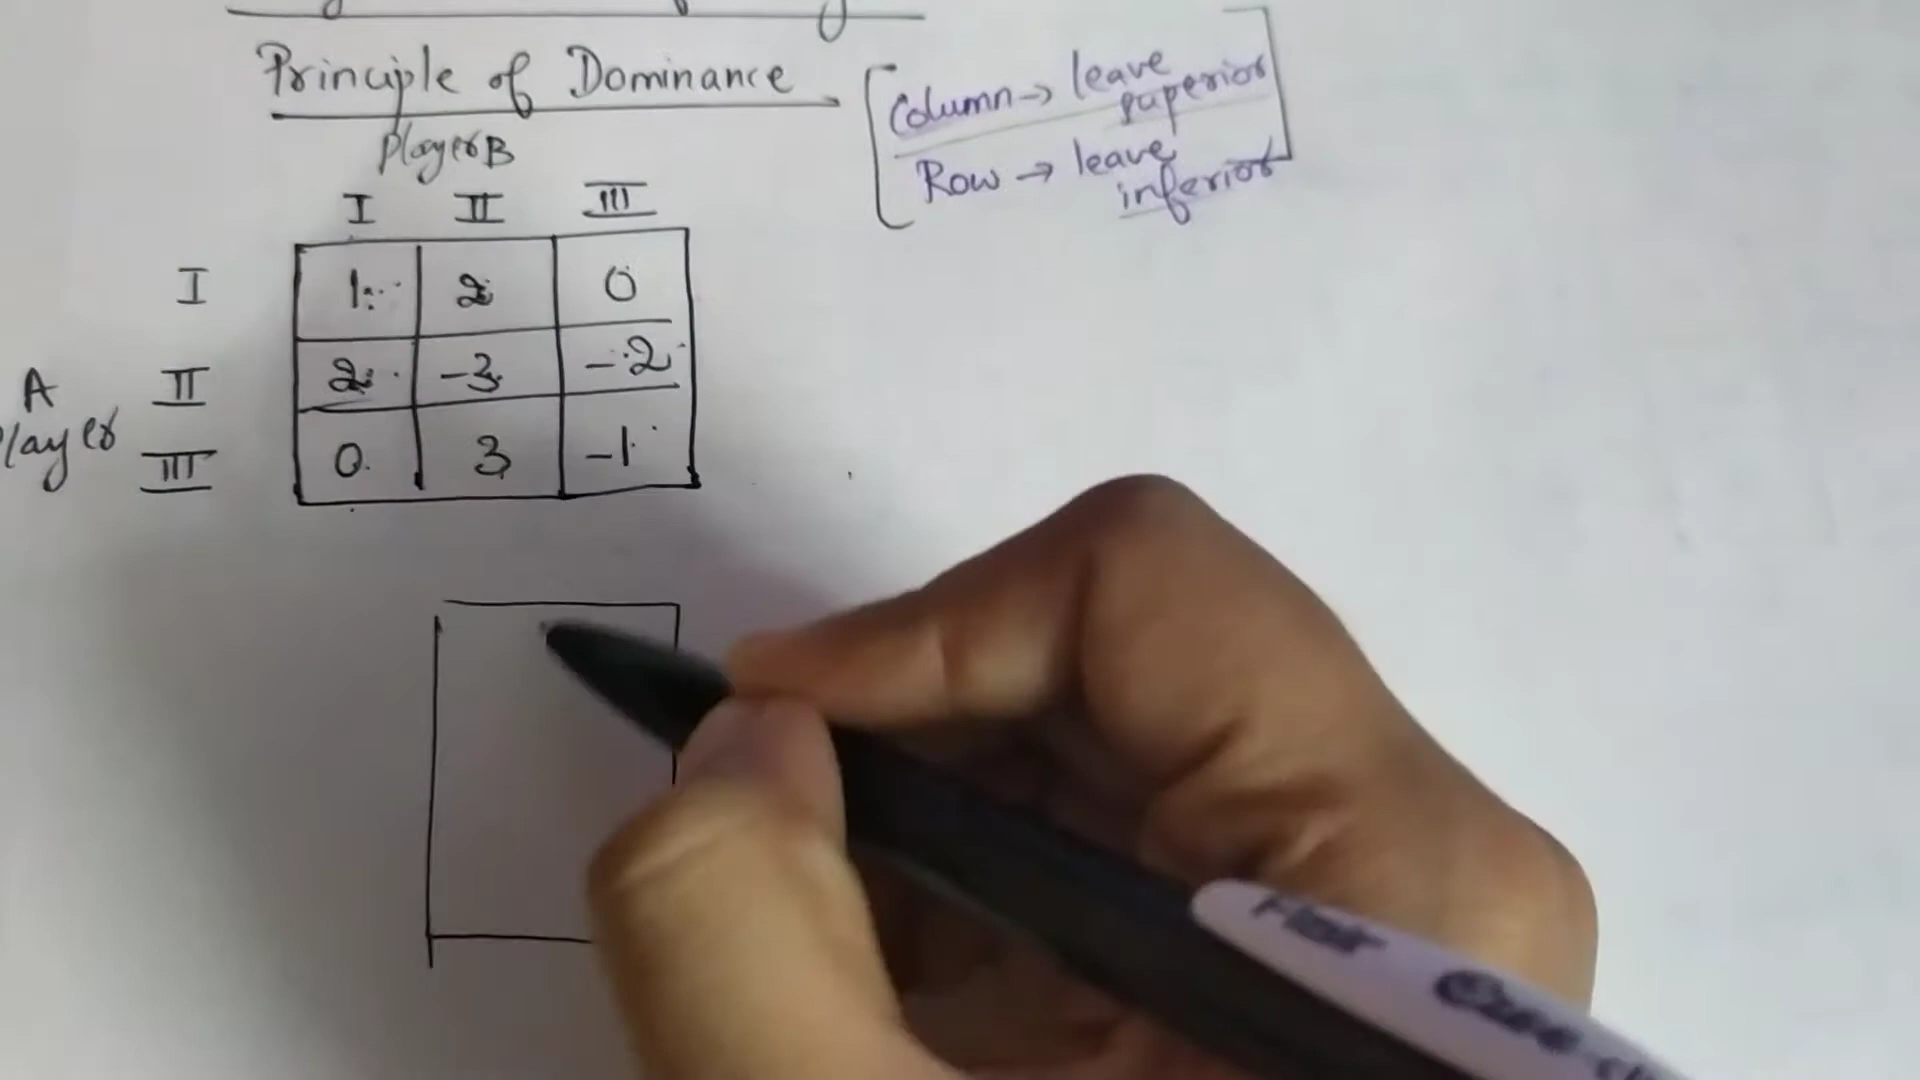 Principle of Dominance
[Column → leave superior
Row → leave inferior]
Player B
I II III
I 1 2 0
A II 2 -3 -2
Player III 0 3 -1
Flair